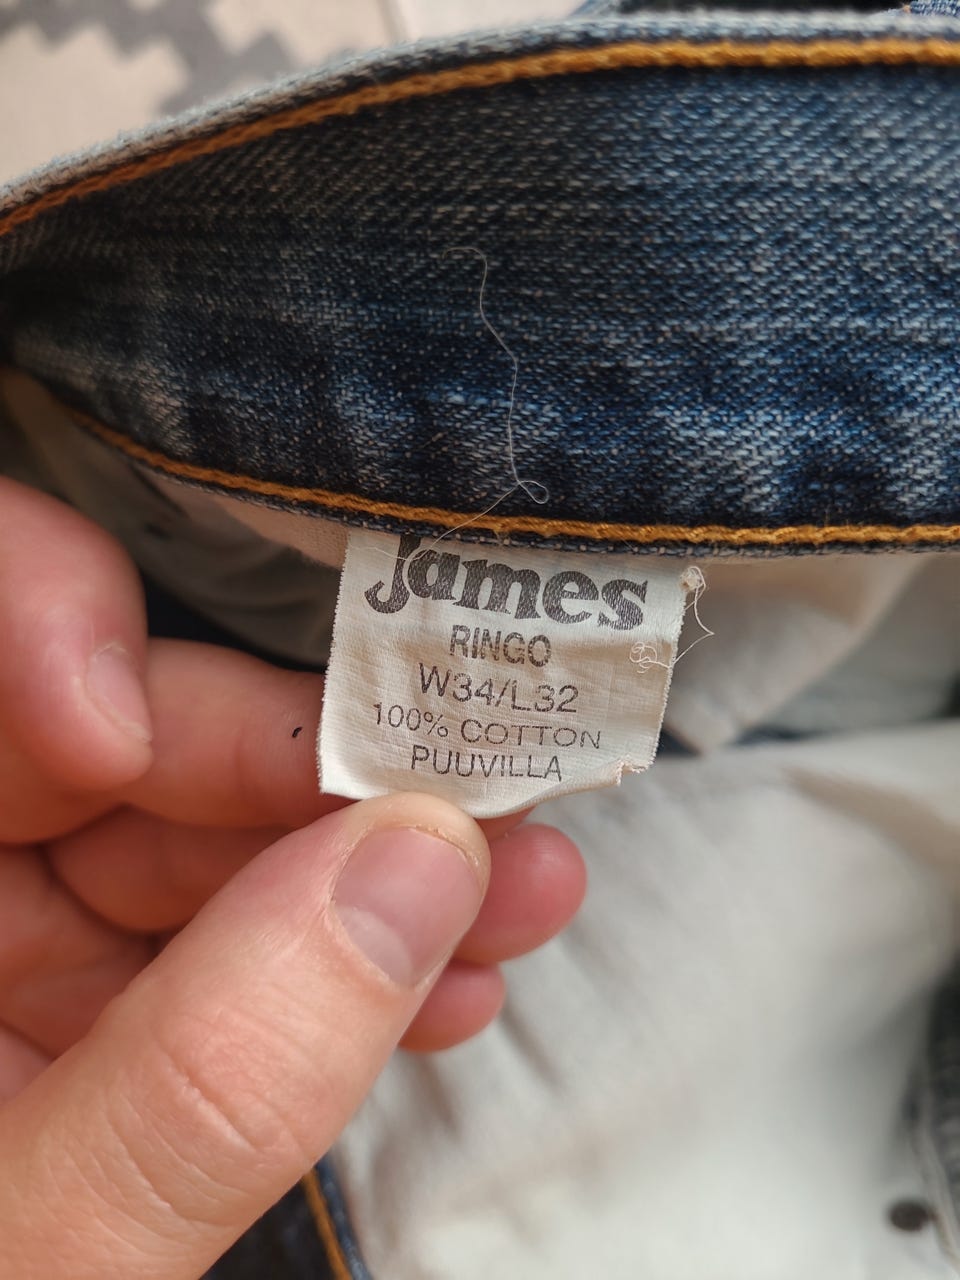 James
RINGO
W34/L32
100% COTTON
PUUVILLA